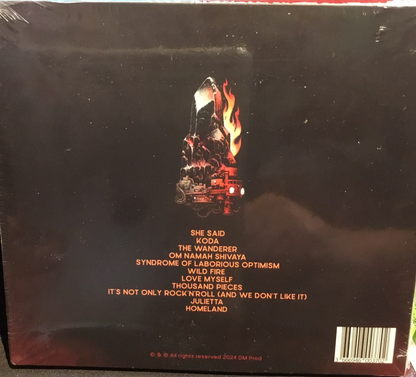 SHE SAID
KODA
THE WANDERER
OM NAMAH SHIVAYA
SYNDROME OF LABORIOUS OPTIMISM
WILD FIRE
LOVE MYSELF
THOUSAND PIECES
IT'S NOT ONLY ROCK'N'ROLL (AND WE DON'T LIKE IT)
JULIETTA
HOMELAND
© & ℗ All rights reserved 2024 DM Prod